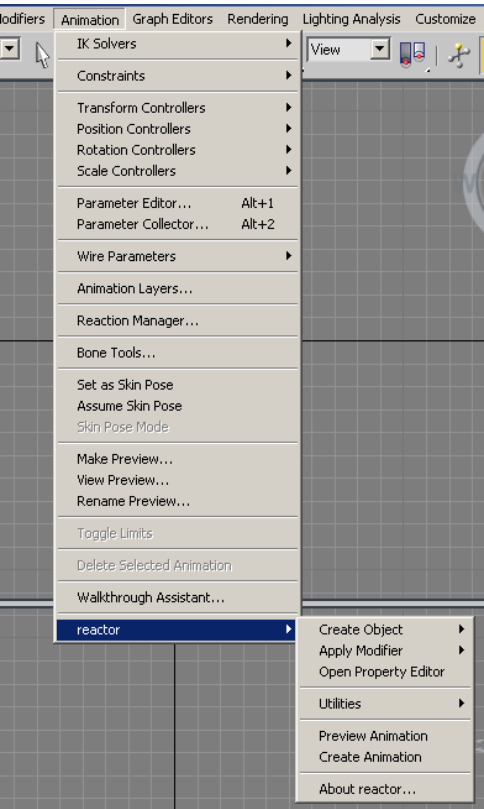 Modifiers Animation Graph Editors Rendering Lighting Analysis Customize
View
IK Solvers
Constraints
Transform Controllers
Position Controllers
Rotation Controllers
Scale Controllers
Parameter Editor... Alt+1
Parameter Collector... Alt+2
Wire Parameters
Animation Layers...
Reaction Manager...
Bone Tools...
Set as Skin Pose
Assume Skin Pose
Skin Pose Mode
Make Preview...
View Preview...
Rename Preview...
Toggle Limits
Delete Selected Animation
Walkthrough Assistant...
reactor
Create Object
Apply Modifier
Open Property Editor
Utilities
Preview Animation
Create Animation
About reactor...